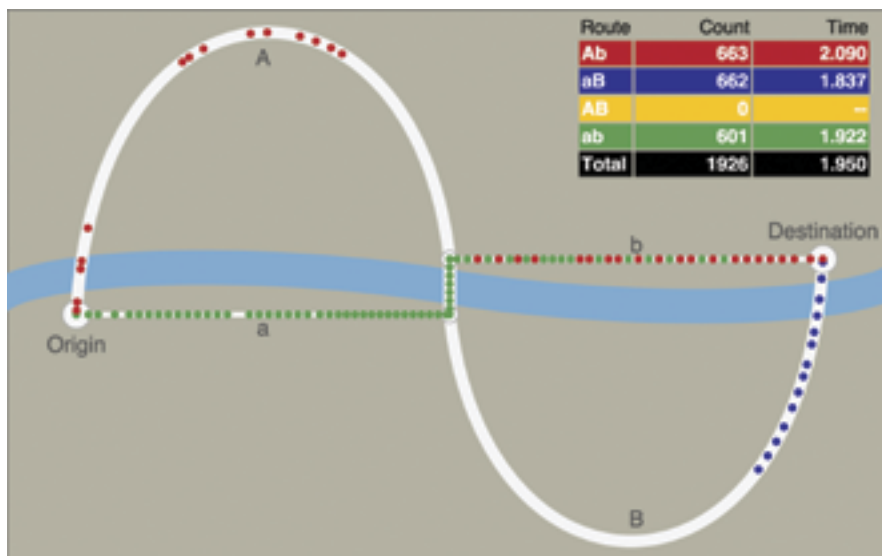 Route Count Time
Ab 663 2.090
aB 662 1.837
AB 0 --
ab 601 1.922
Total 1926 1.950
A
b
Destination
Origin
a
B